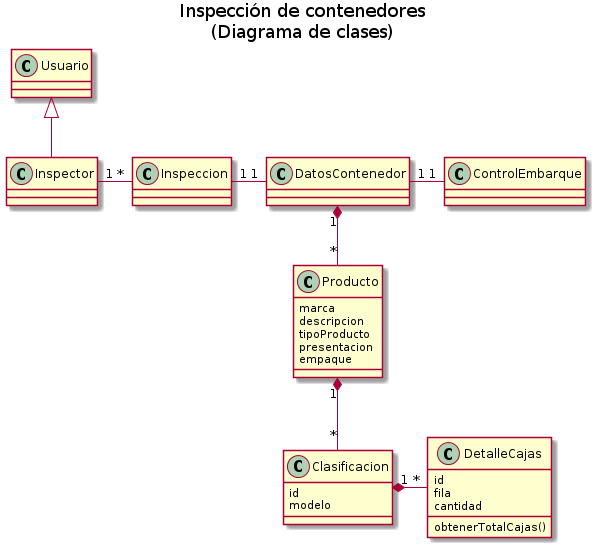 Inspección de contenedores
(Diagrama de clases)
C Usuario
C Inspector
1 *
C Inspeccion
1 1
C DatosContenedor
1 1
C ControlEmbarque
1
*
C Producto
marca
descripcion
tipoProducto
presentacion
empaque
1
*
C Clasificacion
id
modelo
1 *
C DetalleCajas
id
fila
cantidad
obtenerTotalCajas()